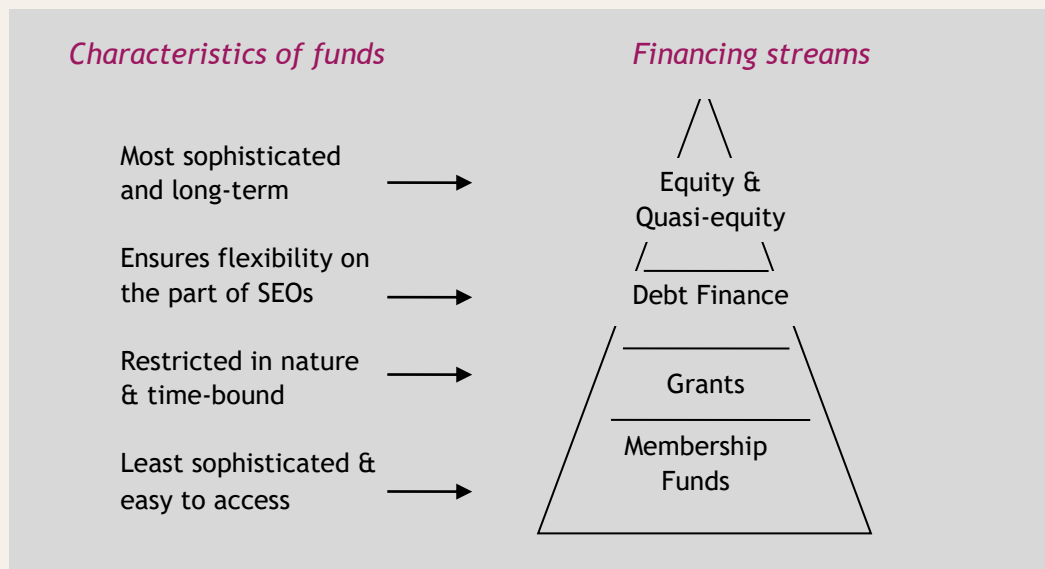 Characteristics of funds
Financing streams
Most sophisticated
and long-term
Equity &
Quasi-equity
Ensures flexibility on
the part of SEOs
Debt Finance
Restricted in nature
& time-bound
Grants
Least sophisticated &
easy to access
Membership
Funds